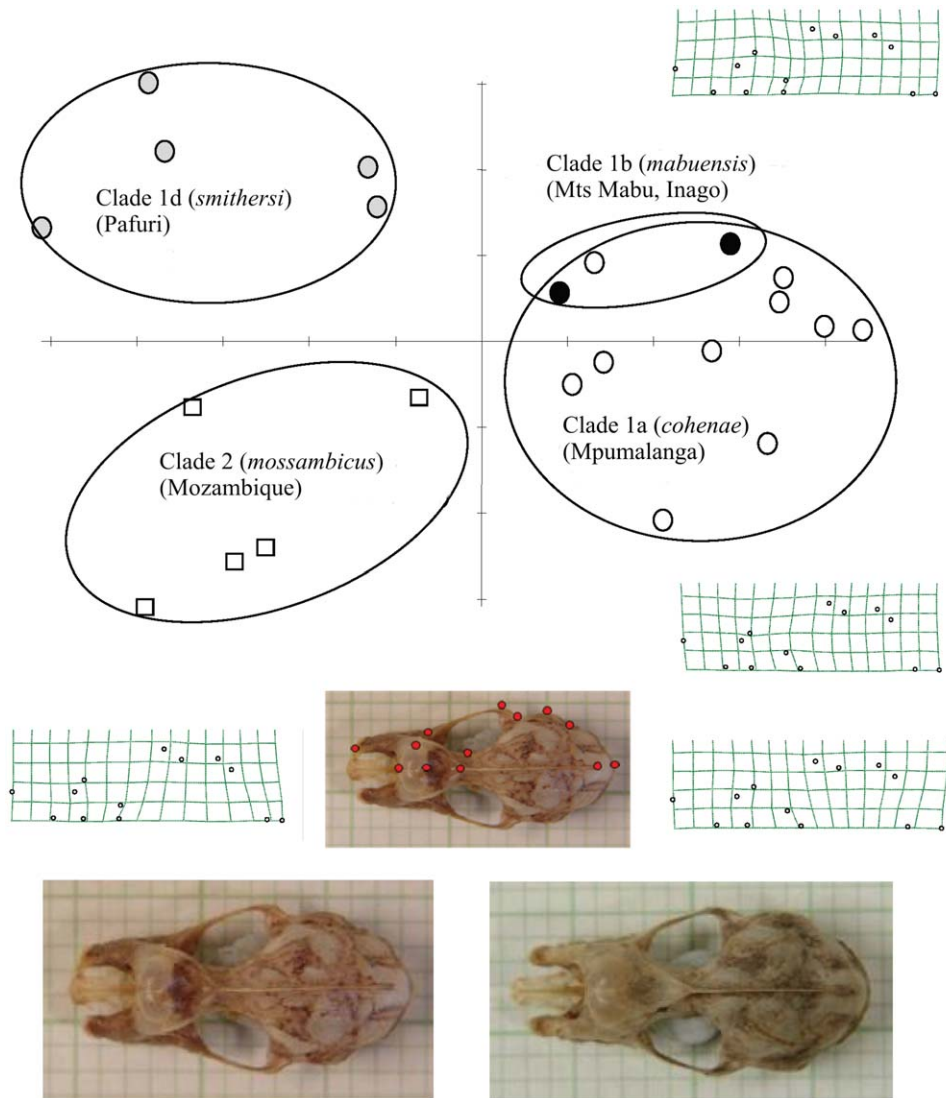 Clade 1b (mabuensis)
(Mts Mabu, Inago)
Clade 1d (smithersi)
(Pafuri)
Clade 1a (cohenae)
(Mpumalanga)
Clade 2 (mossambicus)
(Mozambique)